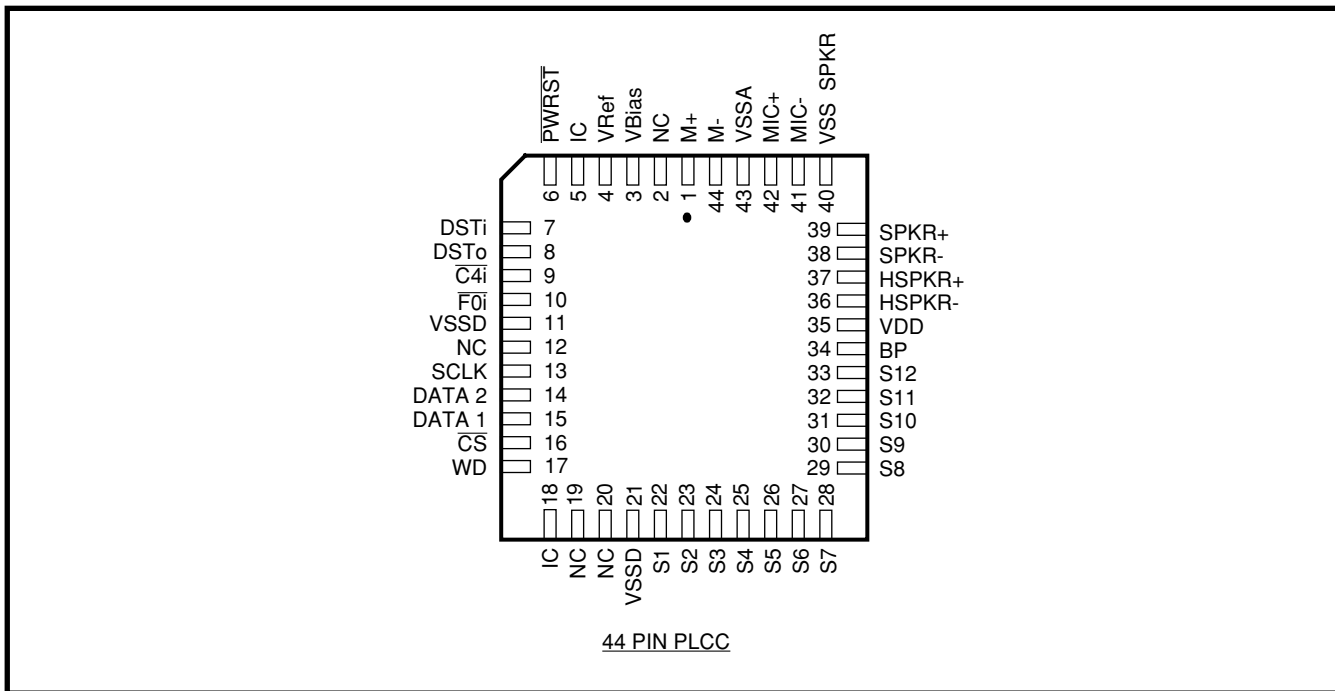 PWRST
IC
VRef
VBias
NC
M+
M-
VSSA
MIC+
MIC-
VSS SPKR
6
5
4
3
2
1
44
43
42
41
40
DSTi 7
DSTo 8
C4i 9
F0i 10
VSSD 11
NC 12
SCLK 13
DATA 2 14
DATA 1 15
CS 16
WD 17
39 SPKR+
38 SPKR-
37 HSPKR+
36 HSPKR-
35 VDD
34 BP
33 S12
32 S11
31 S10
30 S9
29 S8
18
19
20
21
22
23
24
25
26
27
28
IC
NC
NC
VSSD
S1
S2
S3
S4
S5
S6
S7
44 PIN PLCC